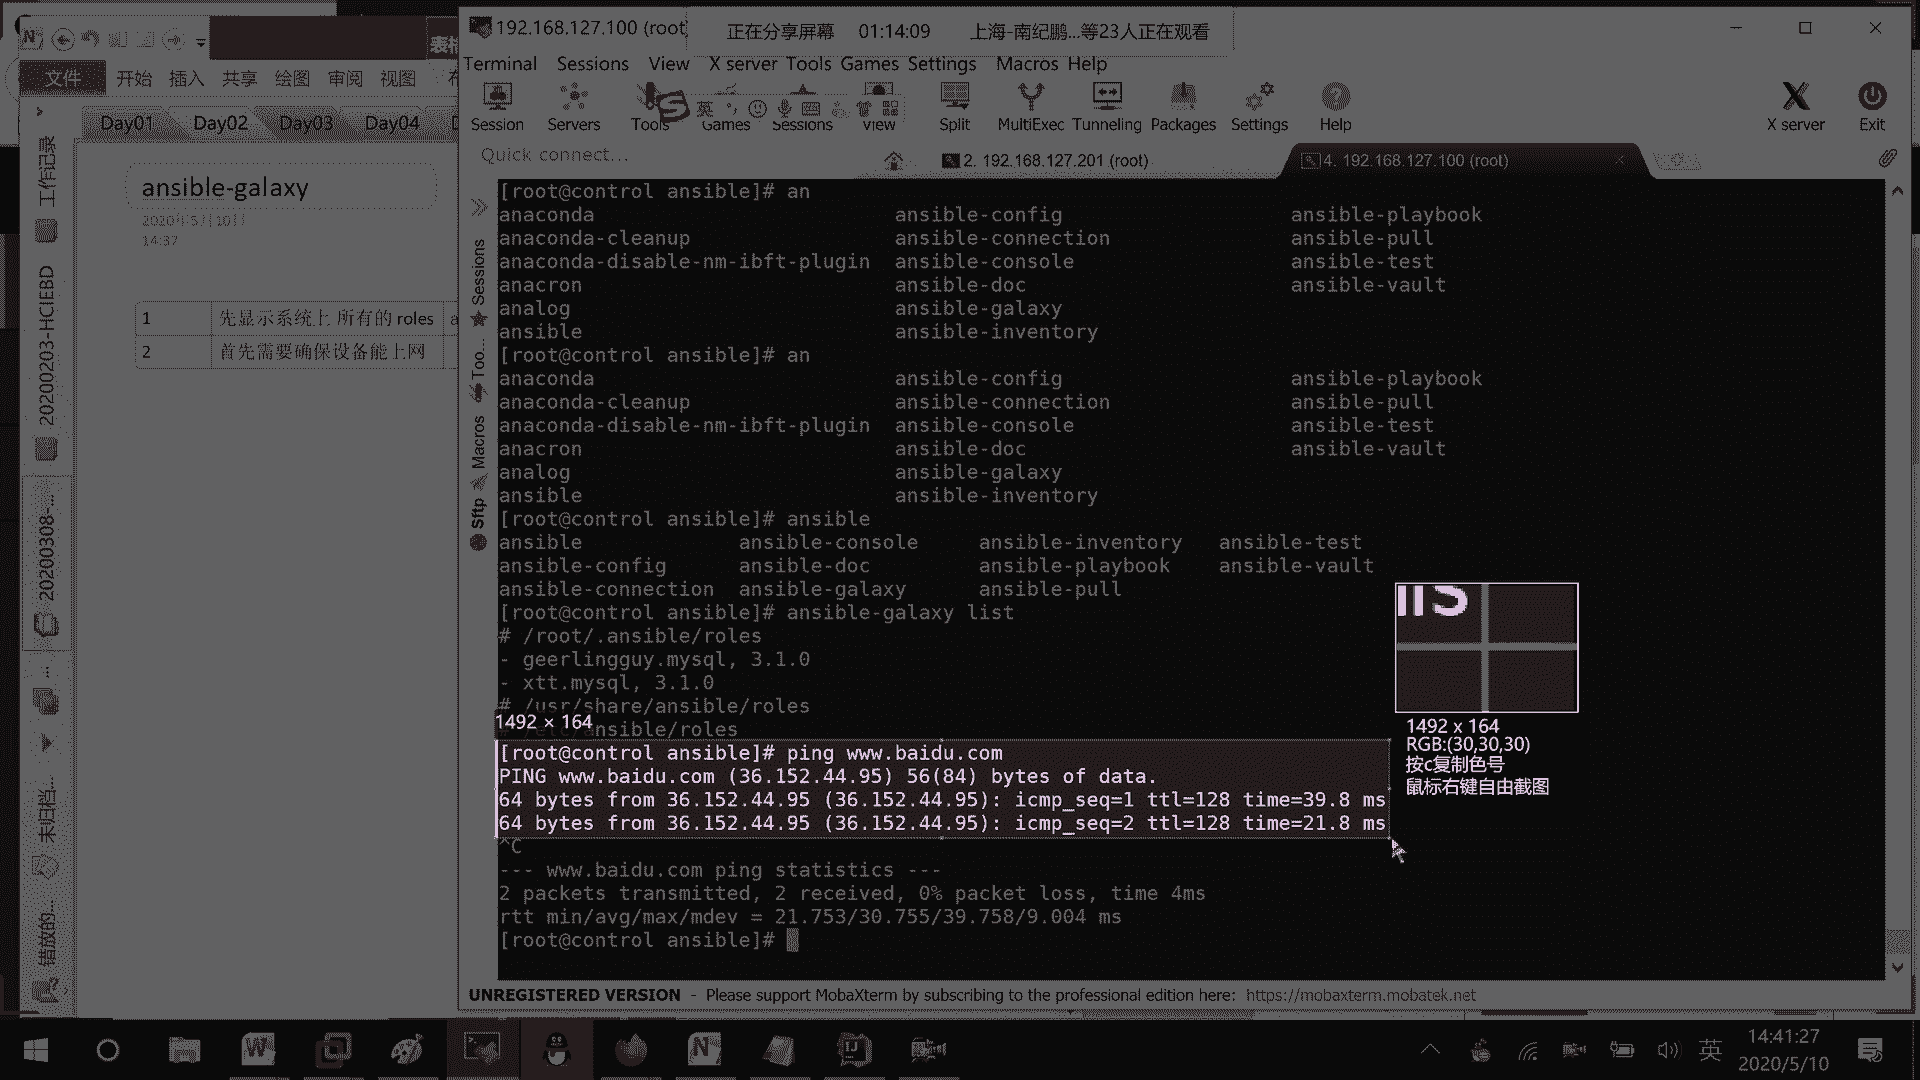 192.168.127.100 (root
正在分享屏幕 01:14:09 上海-南纪鹏...等23人正在观看
Terminal Sessions View X server Tools Games Settings Macros Help
Session Servers Tools Games Sessions View Split MultiExec Tunneling Packages Settings Help X server Exit
英
Quick connect...
2. 192.168.127.201 (root)
4. 192.168.127.100 (root)
文件 开始 插入 共享 绘图 审阅 视图
Day01 Day02 Day03 Day04
ansible-galaxy
2020年5月10日
14:37
1 先显示系统上 所有的 roles
2 首先需要确保设备能上网
工作记录
20200203-HCIEBD
20200308-...
未归档...
错放的...
Sessions
Too...
Macros
Sftp
[root@control ansible]# an
anaconda ansible-config ansible-playbook
anaconda-cleanup ansible-connection ansible-pull
anaconda-disable-nm-ibft-plugin ansible-console ansible-test
anacron ansible-doc ansible-vault
analog ansible-galaxy
ansible ansible-inventory
[root@control ansible]# an
anaconda ansible-config ansible-playbook
anaconda-cleanup ansible-connection ansible-pull
anaconda-disable-nm-ibft-plugin ansible-console ansible-test
anacron ansible-doc ansible-vault
analog ansible-galaxy
ansible ansible-inventory
[root@control ansible]# ansible
ansible ansible-console ansible-inventory ansible-test
ansible-config ansible-doc ansible-playbook ansible-vault
ansible-connection ansible-galaxy ansible-pull
[root@control ansible]# ansible-galaxy list
# /root/.ansible/roles
- geerlingguy.mysql, 3.1.0
- xtt.mysql, 3.1.0
# /usr/share/ansible/roles
1492 × 164
ansible/roles
[root@control ansible]# ping www.baidu.com
PING www.baidu.com (36.152.44.95) 56(84) bytes of data.
64 bytes from 36.152.44.95 (36.152.44.95): icmp_seq=1 ttl=128 time=39.8 ms
64 bytes from 36.152.44.95 (36.152.44.95): icmp_seq=2 ttl=128 time=21.8 ms
^C
--- www.baidu.com ping statistics ---
2 packets transmitted, 2 received, 0% packet loss, time 4ms
rtt min/avg/max/mdev = 21.753/30.755/39.758/9.004 ms
[root@control ansible]#
1492 x 164
RGB:(30,30,30)
按c复制色号
鼠标右键自由截图
UNREGISTERED VERSION - Please support MobaXterm by subscribing to the professional edition here: https://mobaxterm.mobatek.net
英
14:41:27
2020/5/10